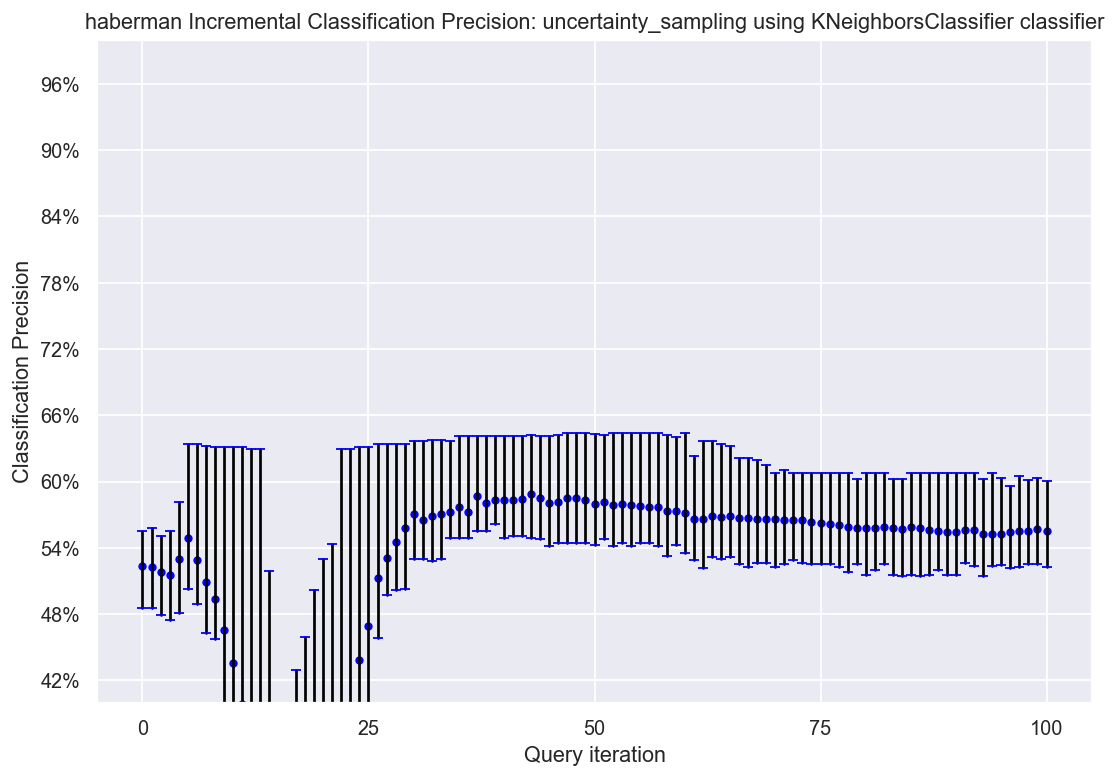 haberman Incremental Classification Precision: uncertainty_sampling using KNeighborsClassifier classifier
96%
90%
84%
78%
72%
66%
60%
54%
48%
42%
Classification Precision
0 25 50 75 100
Query iteration